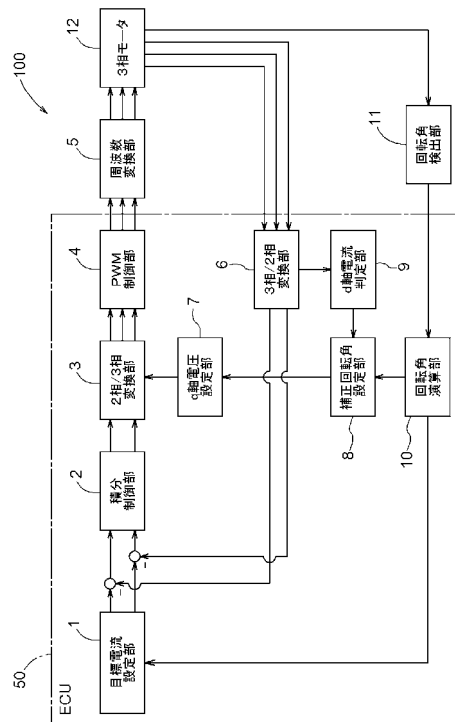 100
50
ECU
1
目標電流
設定部
2
積分
制御部
3
2相/3相
変換部
4
PWM
制御部
5
周波数
変換部
12
3相モータ
6
3相/2相
変換部
7
q軸電圧
設定部
8
補正回転角
設定部
9
d軸電流
判定部
10
回転角
演算部
11
回転角
検出部
-
-